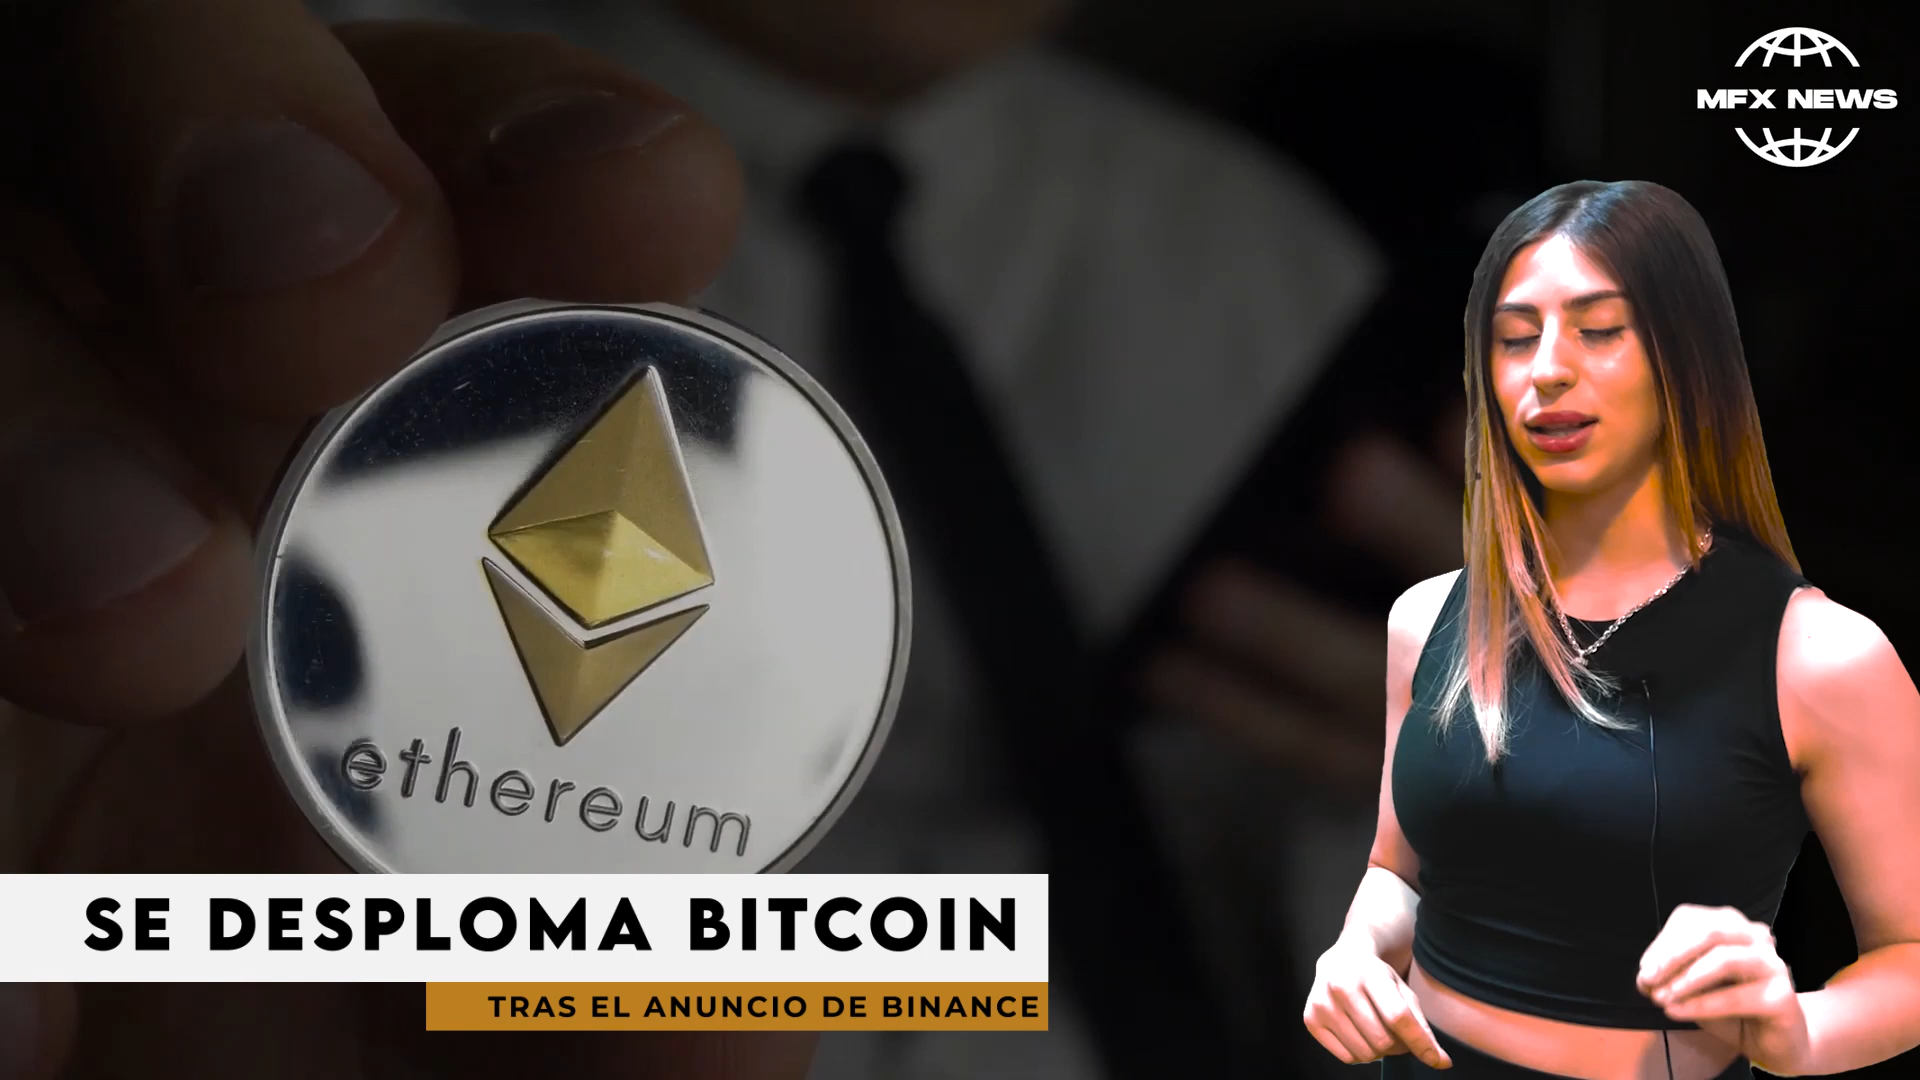 MFX NEWS
ethereum
SE DESPLOMA BITCOIN
TRAS EL ANUNCIO DE BINANCE